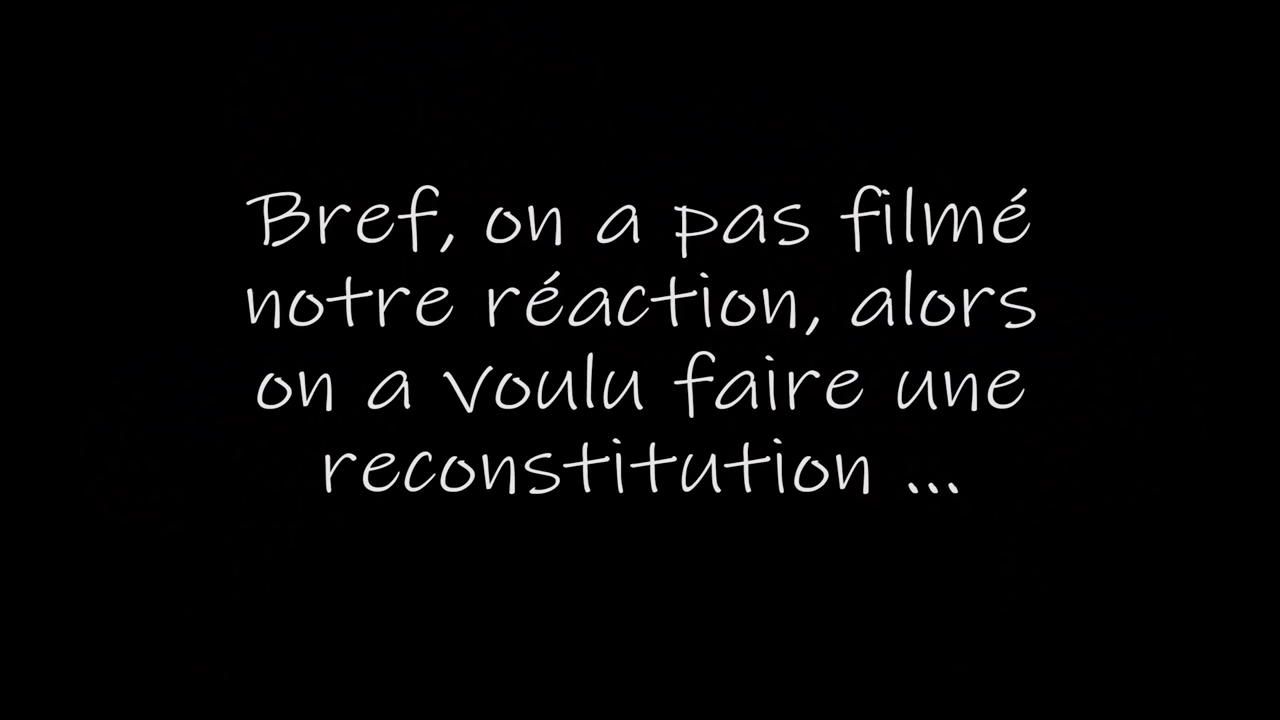 Bref, on a pas filmé
notre réaction, alors
on a voulu faire une
reconstitution ...